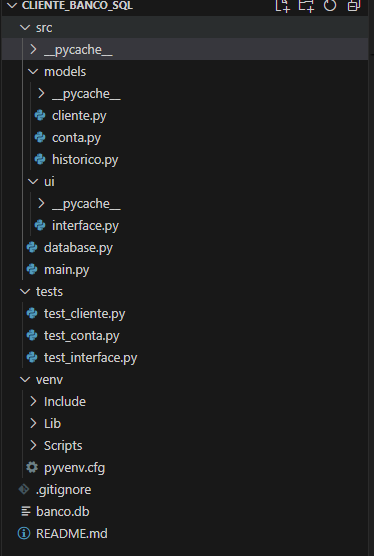 CLIENTE_BANCO_SQL
src
__pycache__
models
__pycache__
cliente.py
conta.py
historico.py
ui
__pycache__
interface.py
database.py
main.py
tests
test_cliente.py
test_conta.py
test_interface.py
venv
Include
Lib
Scripts
pyvenv.cfg
.gitignore
banco.db
README.md